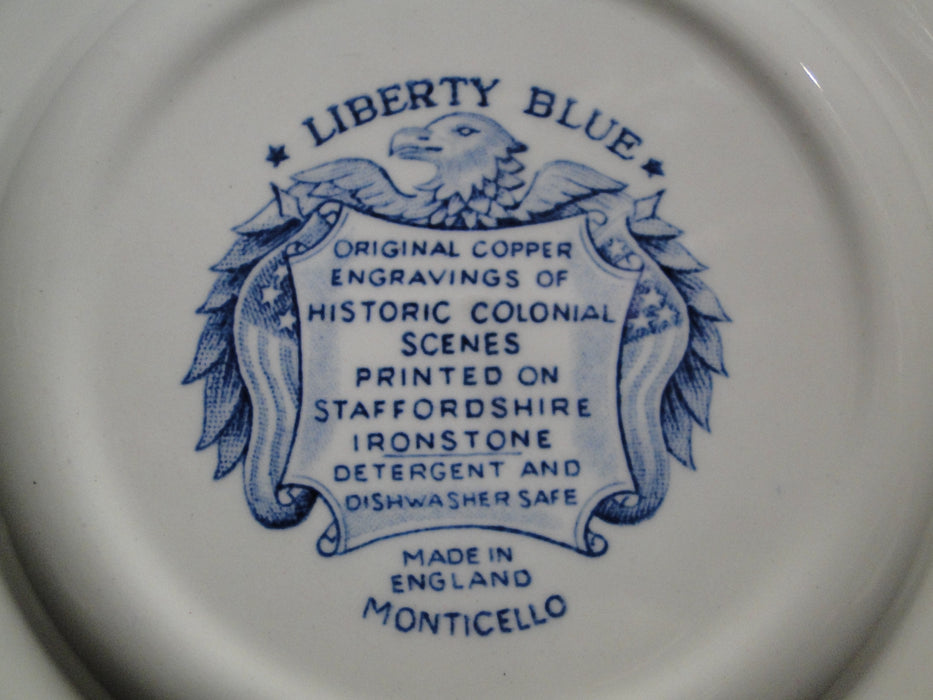 LIBERTY BLUE
ORIGINAL COPPER
ENGRAVINGS OF
HISTORIC COLONIAL
SCENES
PRINTED ON
STAFFORDSHIRE
IRONSTONE
DETERGENT AND
DISHWASHER SAFE
MADE IN
ENGLAND
MONTICELLO